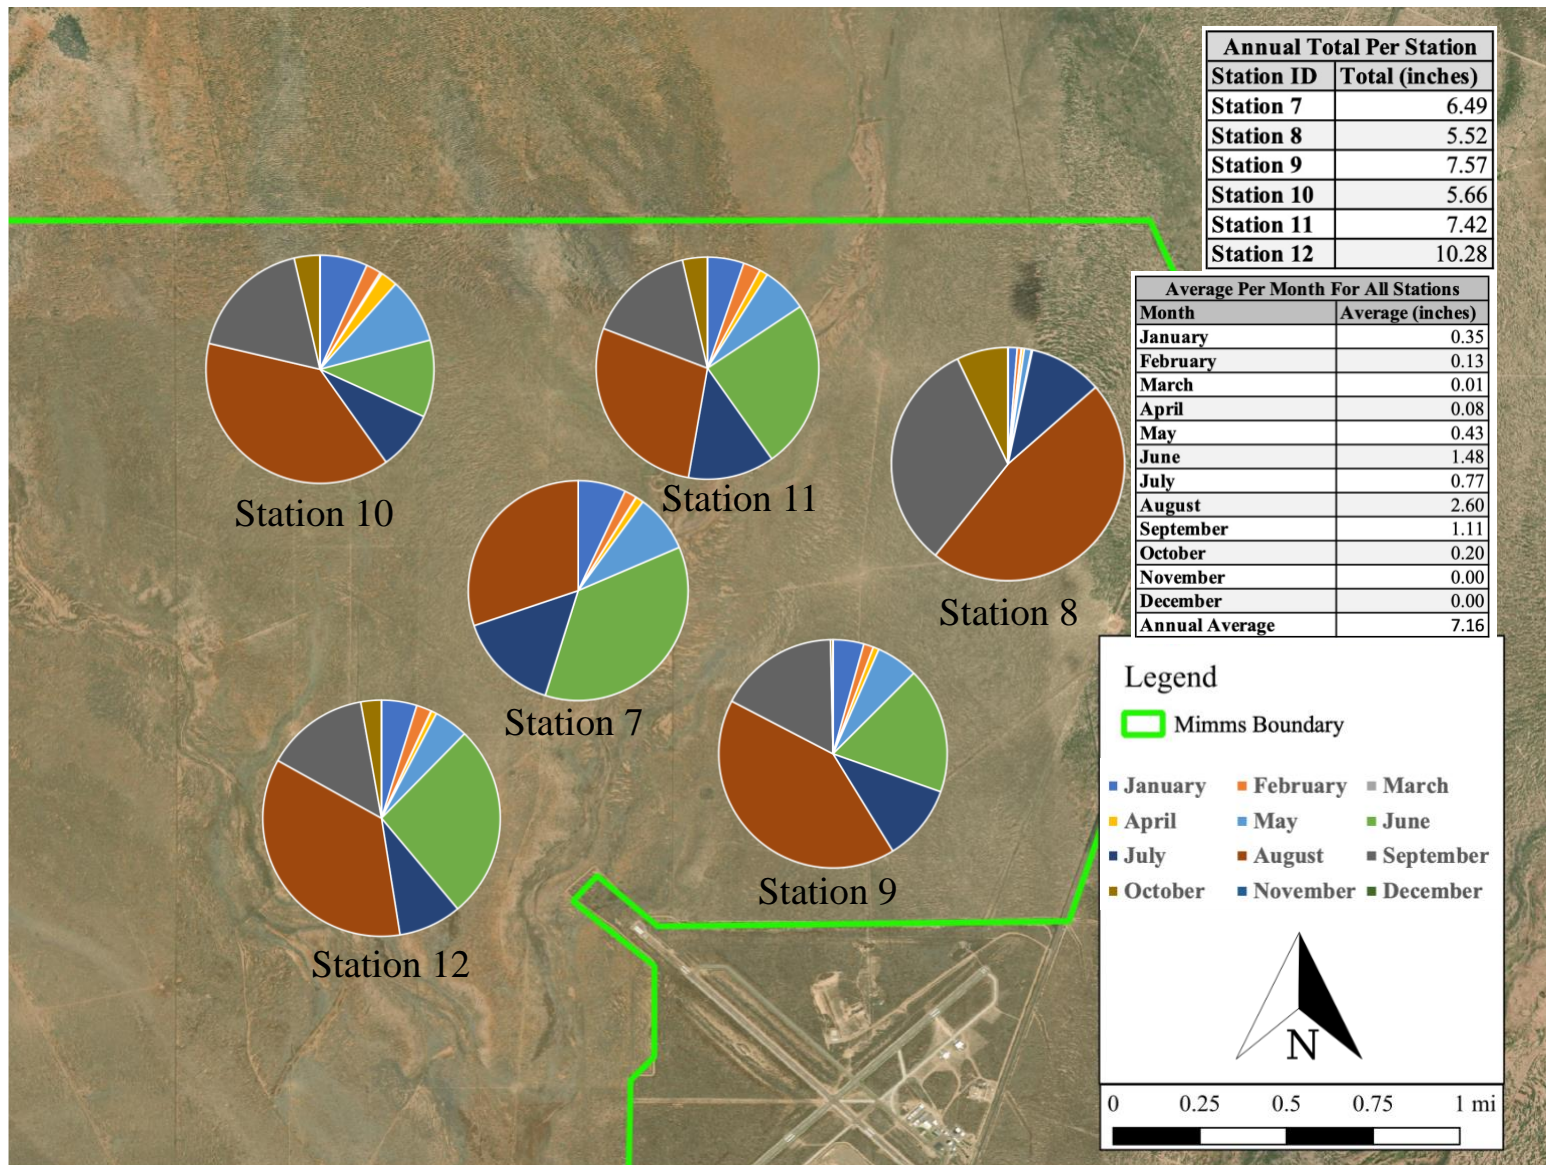 Annual Total Per Station
Station ID Total (inches)
Station 7 6.49
Station 8 5.52
Station 9 7.57
Station 10 5.66
Station 11 7.42
Station 12 10.28
Average Per Month For All Stations
Month Average (inches)
January 0.35
February 0.13
March 0.01
April 0.08
May 0.43
June 1.48
July 0.77
August 2.60
September 1.11
October 0.20
November 0.00
December 0.00
Annual Average 7.16
Station 10
Station 11
Station 8
Station 7
Station 9
Station 12
Legend
Mimms Boundary
January February March
April May June
July August September
October November December
N
0 0.25 0.5 0.75 1 mi